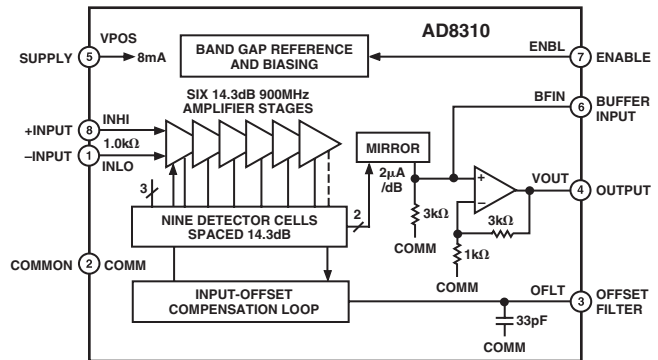 AD8310
SUPPLY
5
VPOS
8mA
BAND GAP REFERENCE
AND BIASING
ENBL
7
ENABLE
SIX 14.3dB 900MHz
AMPLIFIER STAGES
BFIN
6
BUFFER
INPUT
+INPUT
8
INHI
1.0kΩ
–INPUT
1
INLO
MIRROR
2μA
/dB
+
–
VOUT
4
OUTPUT
3
2
3kΩ
COMM
3kΩ
1kΩ
COMM
NINE DETECTOR CELLS
SPACED 14.3dB
COMMON
2
COMM
INPUT-OFFSET
COMPENSATION LOOP
OFLT
3
OFFSET
FILTER
33pF
COMM